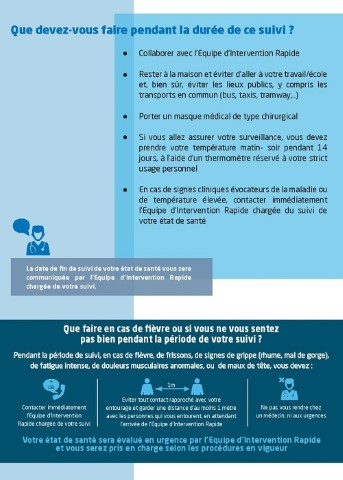 Que devez-vous faire pendant la durée de ce suivi ?
● Collaborer avec l'Equipe d'Intervention Rapide
● Rester à la maison et éviter d'aller à votre travail/école
et, bien sûr, éviter les lieux publics, y compris les
transports en commun (bus, taxis, tramway,..)
● Porter un masque médical de type chirurgical
● Si vous allez assurer votre surveillance, vous devez
prendre votre température matin- soir pendant 14
jours, à l'aide d'un thermomètre réservé à votre strict
usage personnel
● En cas de signes cliniques évocateurs de la maladie ou
de température élevée, contacter immédiatement
l'Equipe d'Intervention Rapide chargée du suivi de
votre état de santé
La date de fin de suivi de votre état de santé vous sera
communiquée par l'Equipe d'Intervention Rapide
chargée de votre suivi.
Que faire en cas de fièvre ou si vous ne vous sentez
pas bien pendant la période de votre suivi ?
Pendant la période de suivi, en cas de fièvre, de frissons, de signes de grippe (rhume, mal de gorge),
de fatigue intense, de douleurs musculaires anormales, ou de maux de tête, vous devez :
1m
Contacter immédiatement
l'Equipe d'Intervention
Rapide chargée de votre suivi
Eviter tout contact rapproché avec votre
entourage et garder une distance d'au moins 1 mètre
avec les personnes qui vous entourent, en attendant
l'arrivée de l'Equipe d'Intervention Rapide
Ne pas vous rendre chez
un médecin, ni aux urgences
Votre état de santé sera évalué en urgence par l'Equipe d'Intervention Rapide
et vous serez pris en charge selon les procédures en vigueur